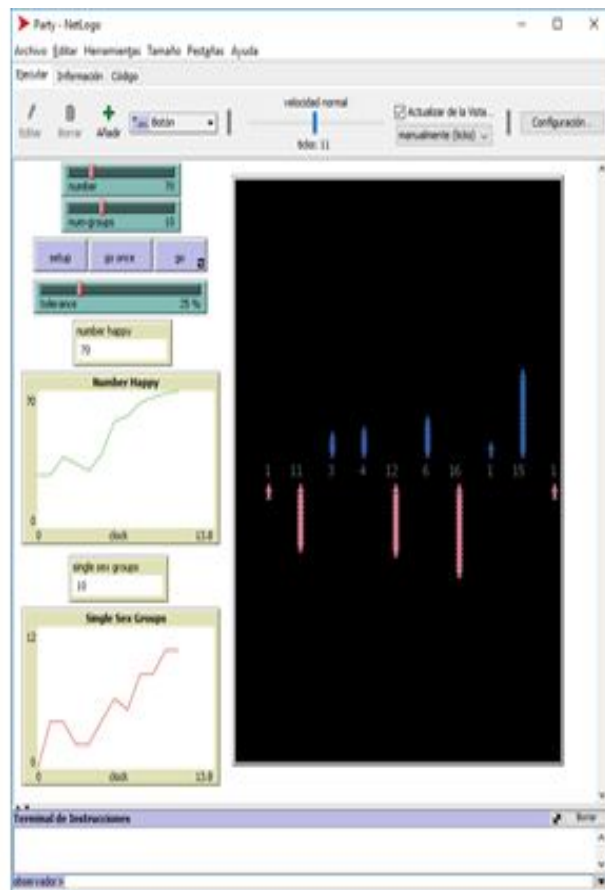 Party - NetLogo
Archivo Editar Herramientas Tamaño Pestañas Ayuda
Ejecutar Información Código
velocidad normal
Editar Borrar Añadir Botón
ticks: 11
Actualizar de la Vista...
manualmente (ticks)
Configuración...
number 70
num-groups 10
setup go once go
tolerance 25 %
number happy
70
Number Happy
70
0
0 clock 13.0
1 11 3 4 12 6 16 1 15 1
single sex groups
10
Single Sex Groups
12
0
0 clock 13.0
Terminal de Instrucciones
Borrar
observador>